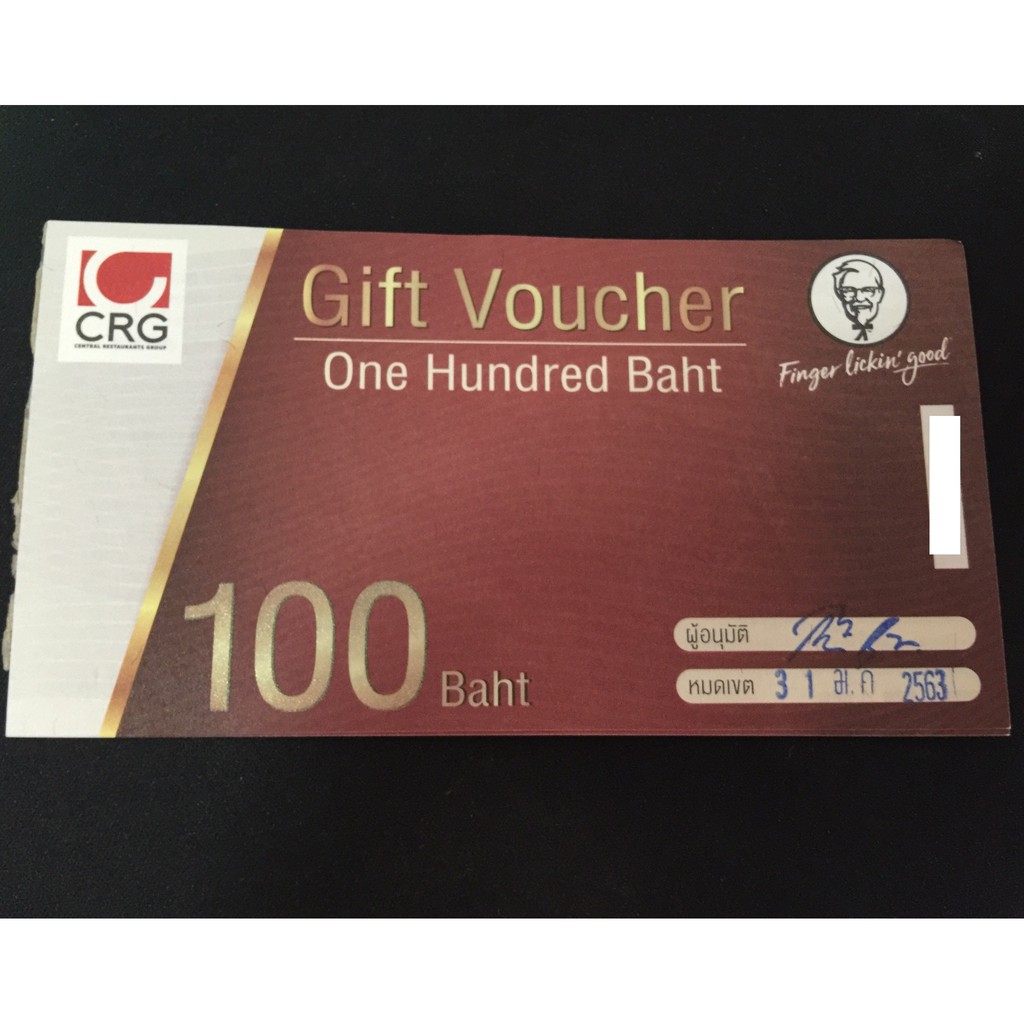 CRG
CENTRAL RESTAURANTS GROUP
Gift Voucher
One Hundred Baht
Finger lickin' good
100 Baht
ผู้อนุมัติ
หมดเขต 31 ม.ค 2563